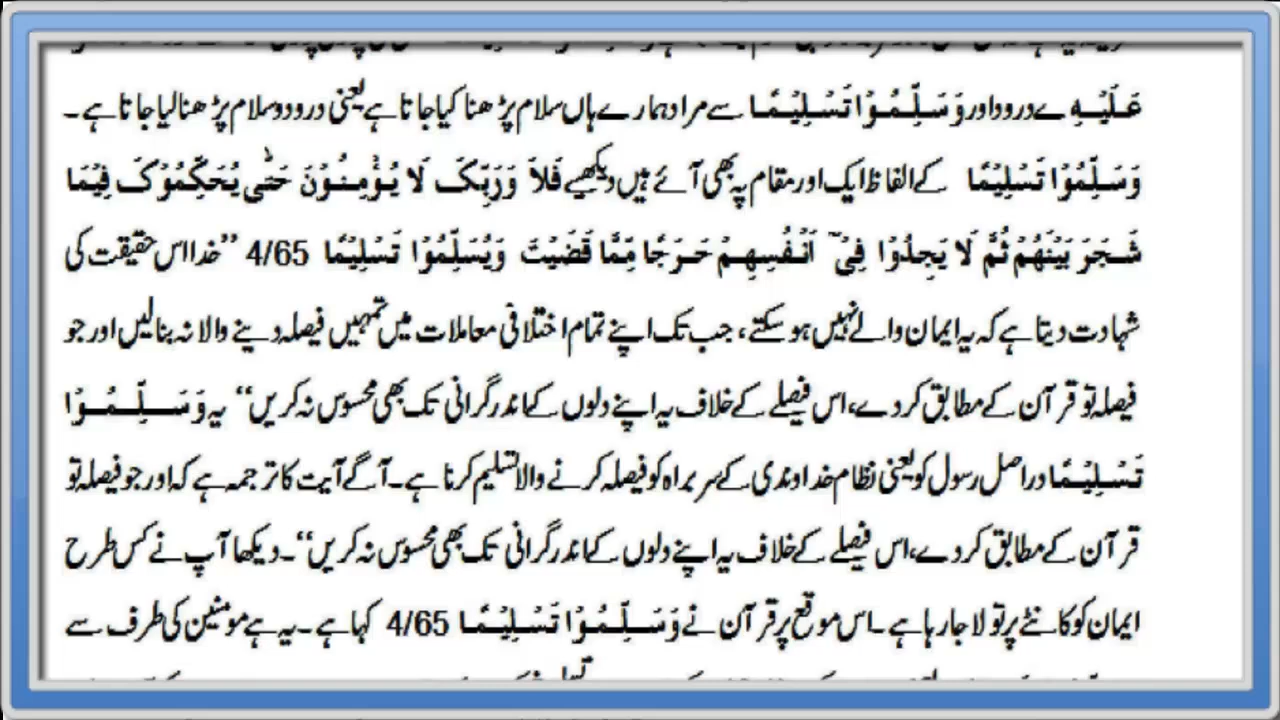 عَلَیْہِ ے درود اور وَسَلِّمُوْا تَسْلِیْمًا سے مراد ہمارے ہاں سلام پڑھنا کیا جاتا ہے یعنی درود و سلام پڑھنا لیا جاتا ہے۔
وَسَلِّمُوْا تَسْلِیْمًا کے الفاظ ایک اور مقام پہ بھی آئے ہیں دیکھیے فَلاَ وَرَبِّکَ لَا یُؤْمِنُوْنَ حَتّٰی یُحَکِّمُوْکَ فِیْمَا
شَجَرَ بَیْنَھُمْ ثُمَّ لَا یَجِدُوْا فِیْٓ اَنْفُسِھِمْ حَرَجًا مِّمَّا قَضَیْتَ وَیُسَلِّمُوْا تَسْلِیْمًا 4/65 ’’خدا اس حقیقت کی
شہادت دیتا ہے کہ یہ ایمان والے نہیں ہو سکتے، جب تک اپنے تمام اختلافی معاملات میں تمہیں فیصلہ دینے والا نہ بنالیں اور جو
فیصلہ تو قرآن کے مطابق کردے، اس فیصلے کے خلاف یہ اپنے دلوں کے اندر گرانی تک بھی محسوس نہ کریں‘‘ یہ وَسَلِّمُوْا
تَسْلِیْمًا دراصل رسول کو یعنی نظام خداوندی کے سربراہ کو فیصلہ کرنے والا تسلیم کرنا ہے۔ آگے آیت کا ترجمہ ہے کہ اور جو فیصلہ تو
قرآن کے مطابق کردے، اس فیصلے کے خلاف یہ اپنے دلوں کے اندر گرانی تک بھی محسوس نہ کریں‘‘۔ دیکھا آپ نے کس طرح
ایمان کو کانٹے پر تولا جارہا ہے۔ اس موقع پر قرآن نے وَسَلِّمُوْا تَسْلِیْمًا 4/65 کہا ہے۔ یہ ہے مومنین کی طرف سے